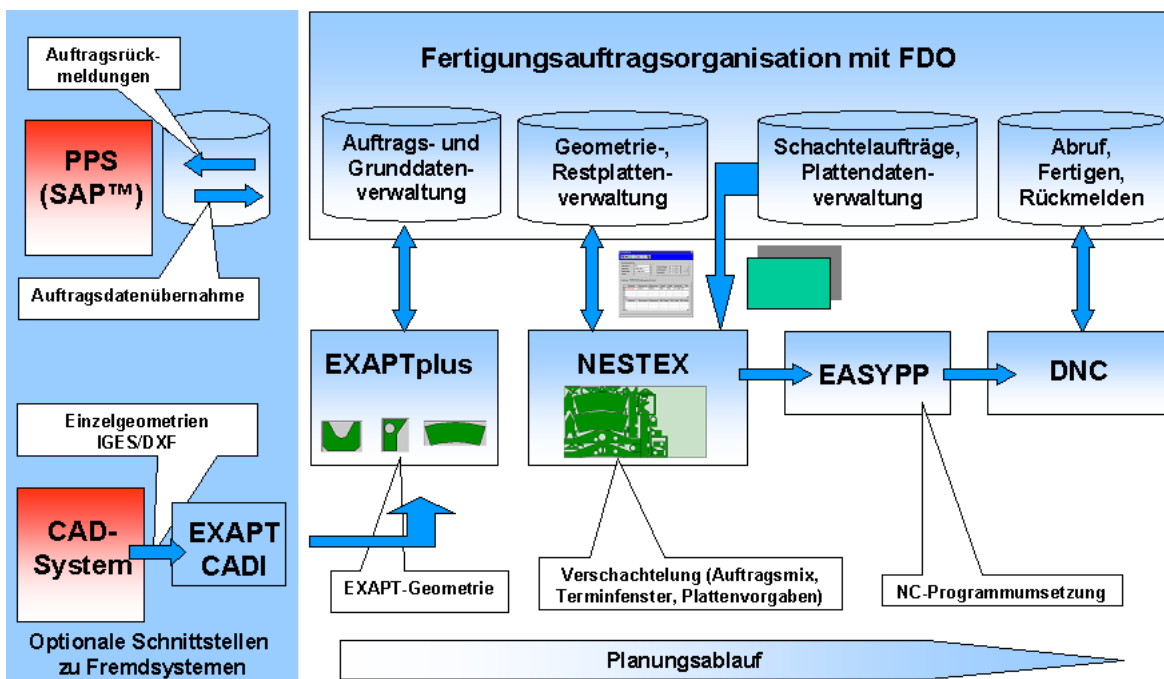 Auftragsrück-
meldungen
PPS
(SAP™)
Auftragsdatenübernahme
Einzelgeometrien
IGES/DXF
CAD-
System
EXAPT
CADI
Optionale Schnittstellen
zu Fremdsystemen
Fertigungsauftragsorganisation mit FDO
Auftrags- und
Grunddaten-
verwaltung
Geometrie-,
Restplatten-
verwaltung
Schachtelaufträge,
Plattendaten-
verwaltung
Abruf,
Fertigen,
Rückmelden
EXAPTplus
NESTEX
EASYPP
DNC
EXAPT-Geometrie
Verschachtelung (Auftragsmix,
Terminfenster, Plattenvorgaben)
NC-Programmumsetzung
Planungsablauf